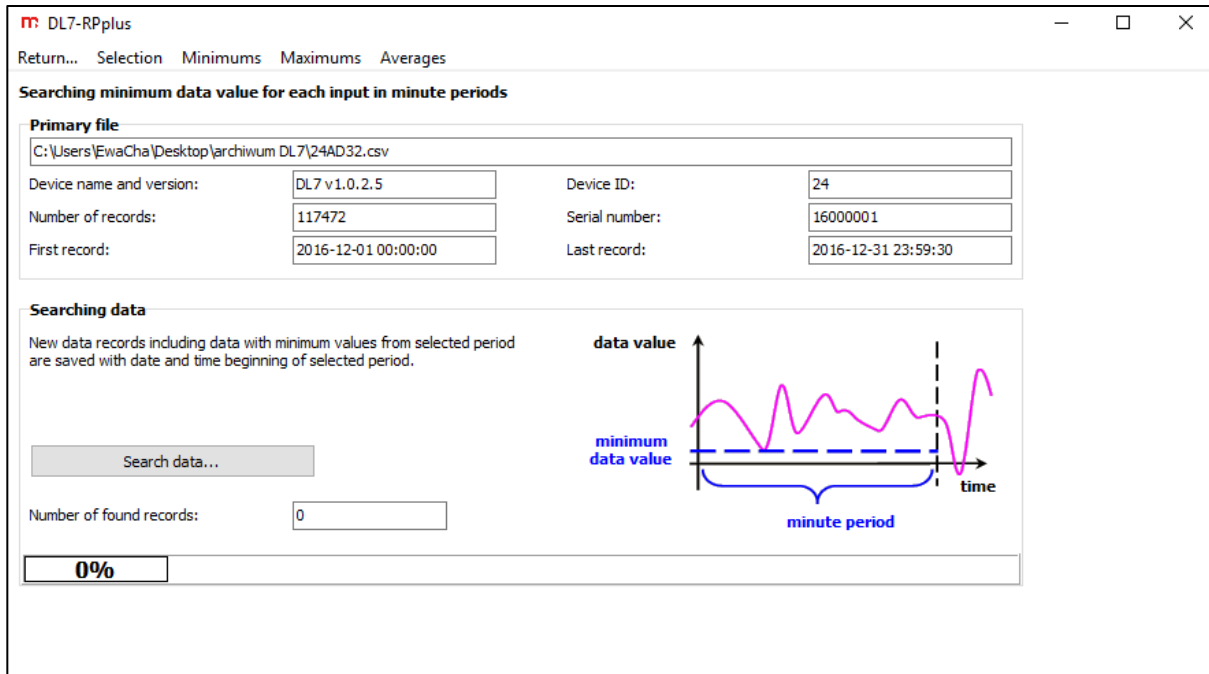 DL7-RPplus
Return... Selection Minimums Maximums Averages
Searching minimum data value for each input in minute periods
Primary file
C:\Users\EwaCha\Desktop\archiwum DL7\24AD32.csv
Device name and version: DL7 v1.0.2.5 Device ID: 24
Number of records: 117472 Serial number: 16000001
First record: 2016-12-01 00:00:00 Last record: 2016-12-31 23:59:30
Searching data
New data records including data with minimum values from selected period
are saved with date and time beginning of selected period.
data value
minimum
data value
time
minute period
Search data...
Number of found records: 0
0%